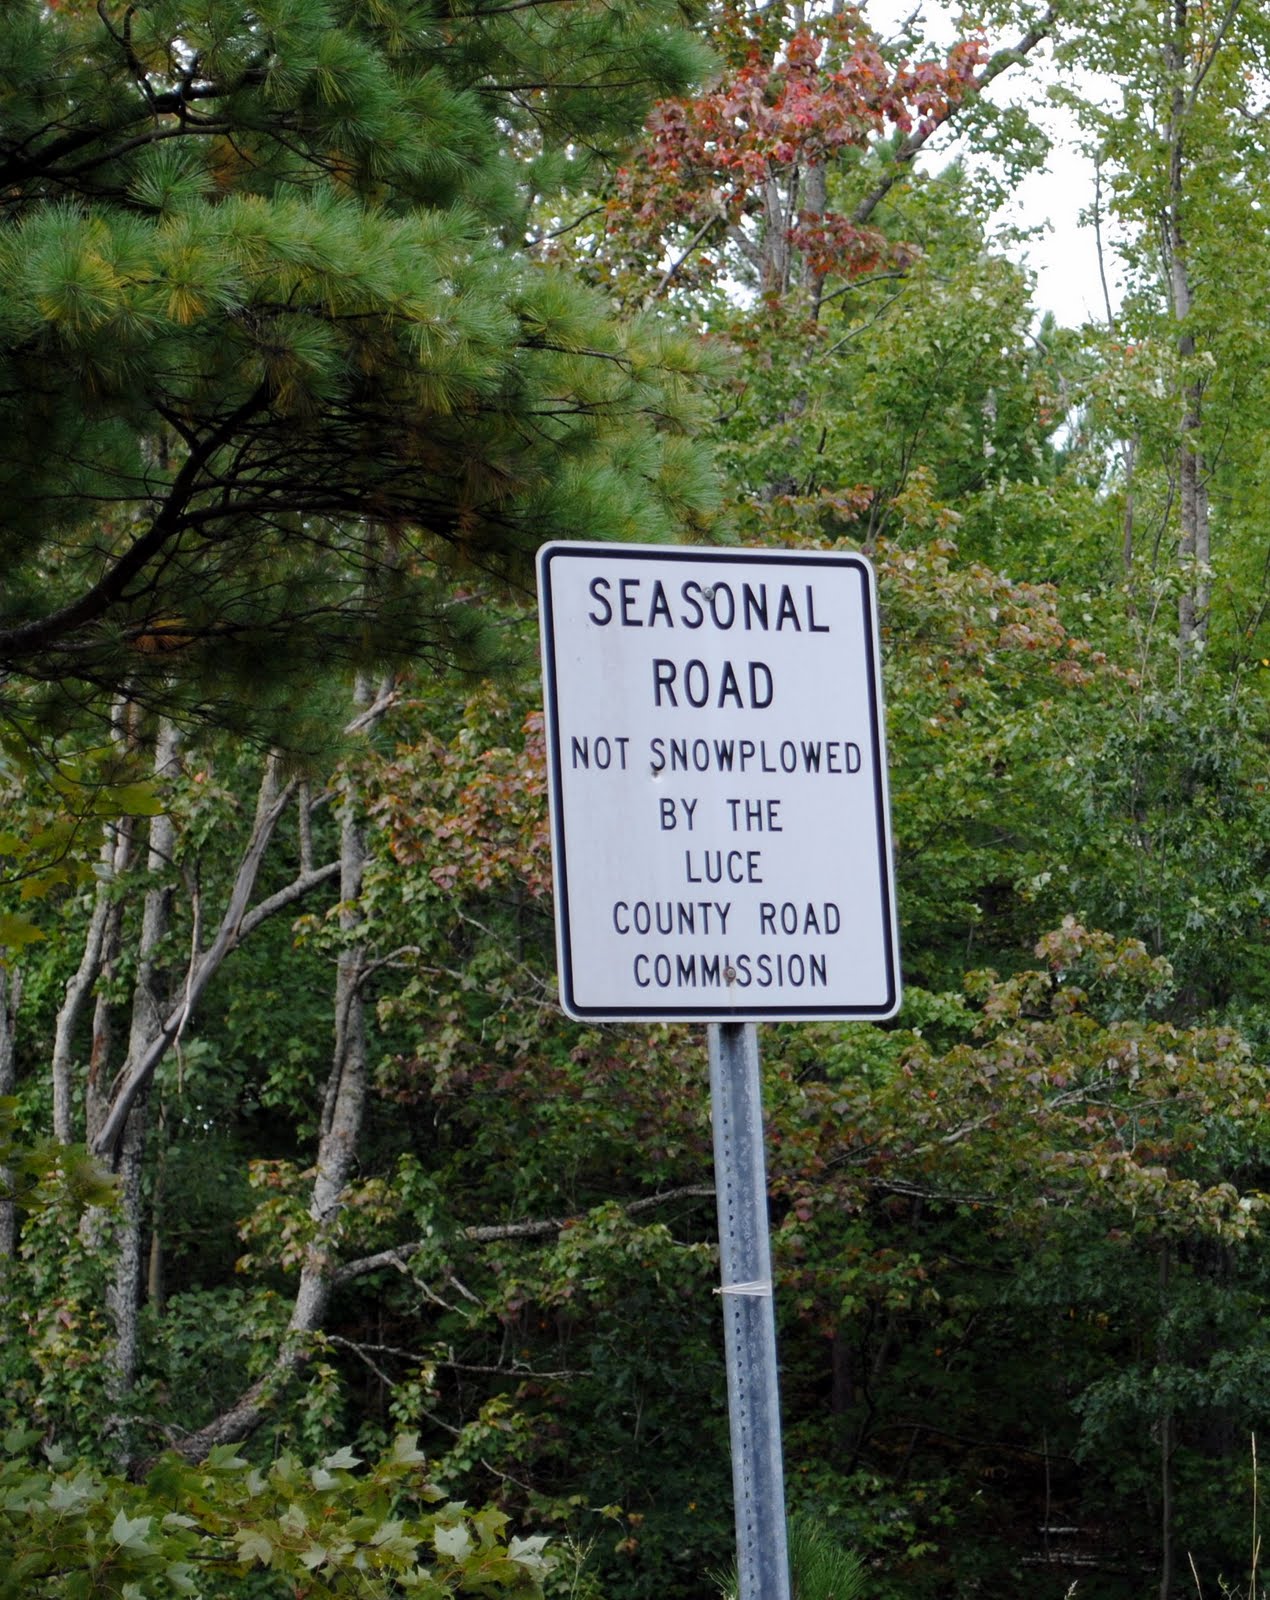 SEASONAL
ROAD
NOT SNOWPLOWED
BY THE
LUCE
COUNTY ROAD
COMMISSION